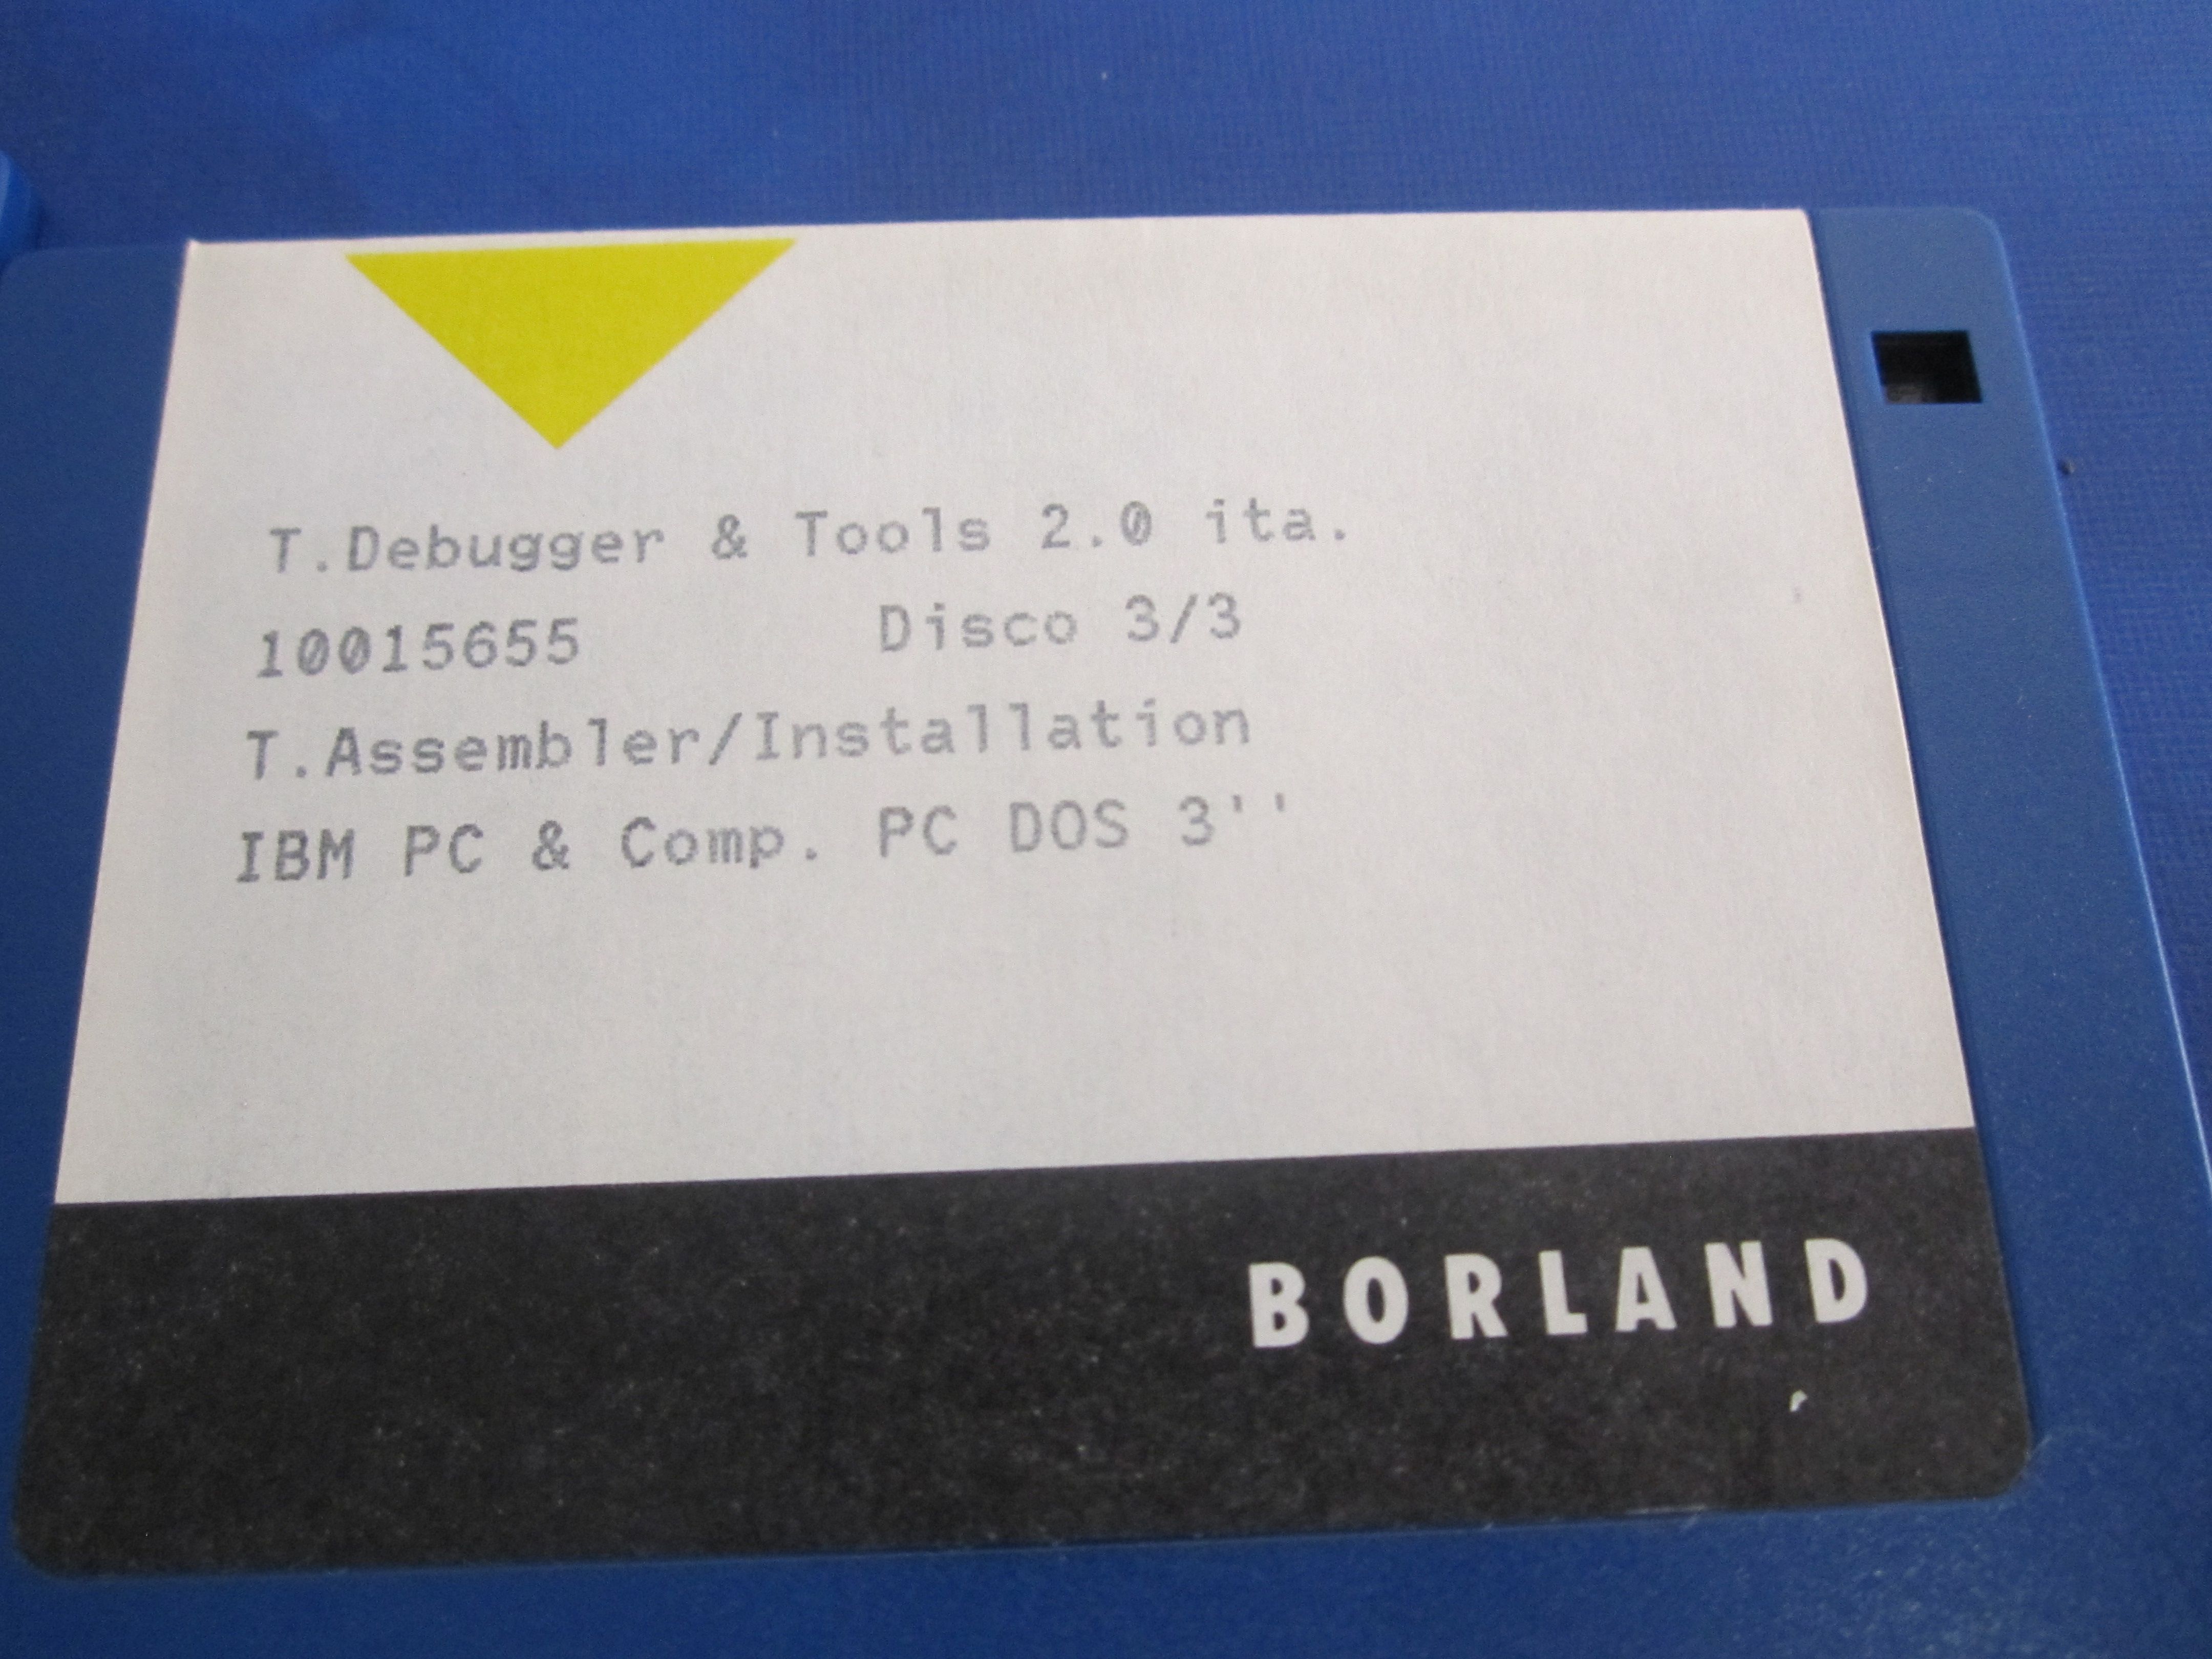 T.Debugger & Tools 2.0 ita.
10015655 Disco 3/3
T.Assembler/Installation
IBM PC & Comp. PC DOS 3''
BORLAND